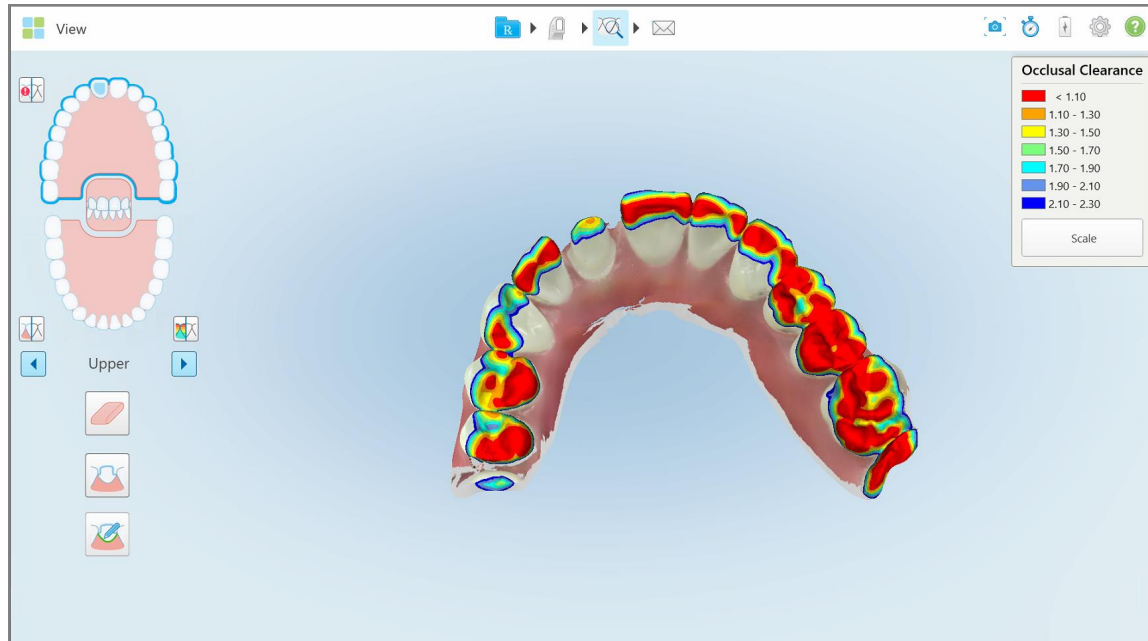 View
R
?
Occlusal Clearance
< 1.10
1.10 - 1.30
1.30 - 1.50
1.50 - 1.70
1.70 - 1.90
1.90 - 2.10
2.10 - 2.30
Scale
Upper